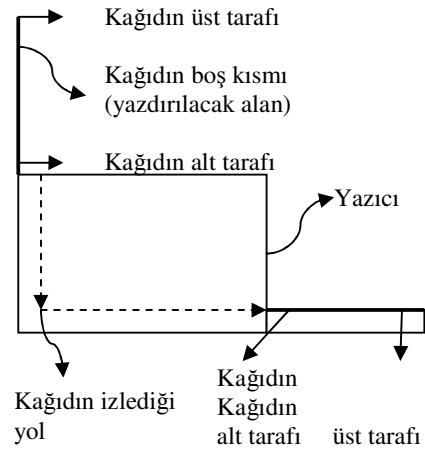 Kağıdın üst tarafı
Kağıdın boş kısmı
(yazdırılacak alan)
Kağıdın alt tarafı
Yazıcı
Kağıdın izlediği
yol
Kağıdın
Kağıdın
alt tarafı üst tarafı